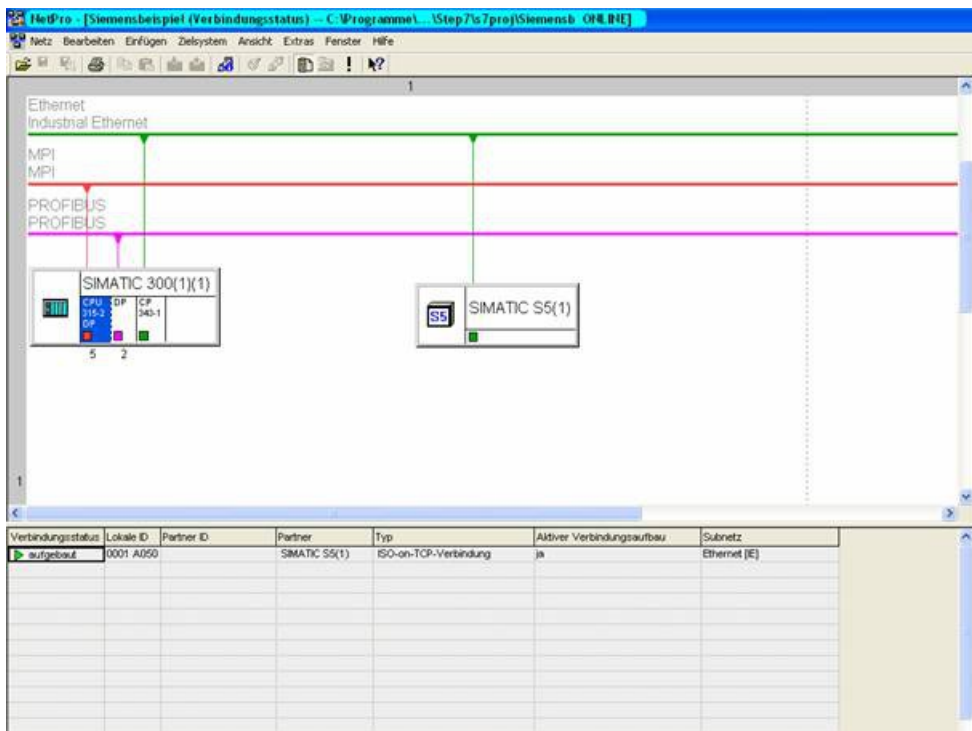 NetPro - [Siemensbeispiel (Verbindungsstatus) -- C:\Programme\...\Step7\s7proj\Siemensb ONLINE]
Netz Bearbeiten Einfügen Zielsystem Ansicht Extras Fenster Hilfe
1
Ethernet
Industrial Ethernet
MPI
MPI
PROFIBUS
PROFIBUS
SIMATIC 300(1)(1)
CPU 315-2 DP
DP
CP 343-1
5 2
S5
SIMATIC S5(1)
1
Verbindungsstatus Lokale ID Partner ID Partner Typ Aktiver Verbindungsaufbau Subnetz
aufgebaut 0001 A050 SIMATIC S5(1) ISO-on-TCP-Verbindung ja Ethernet [IE]